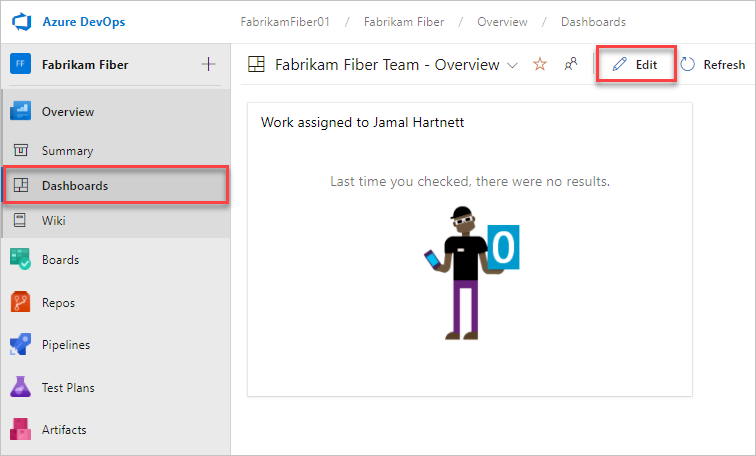 Azure DevOps
FabrikamFiber01 / Fabrikam Fiber / Overview / Dashboards
FF Fabrikam Fiber
Fabrikam Fiber Team - Overview Edit Refresh
Overview
Summary
Dashboards
Wiki
Boards
Repos
Pipelines
Test Plans
Artifacts
Work assigned to Jamal Hartnett
Last time you checked, there were no results.
0